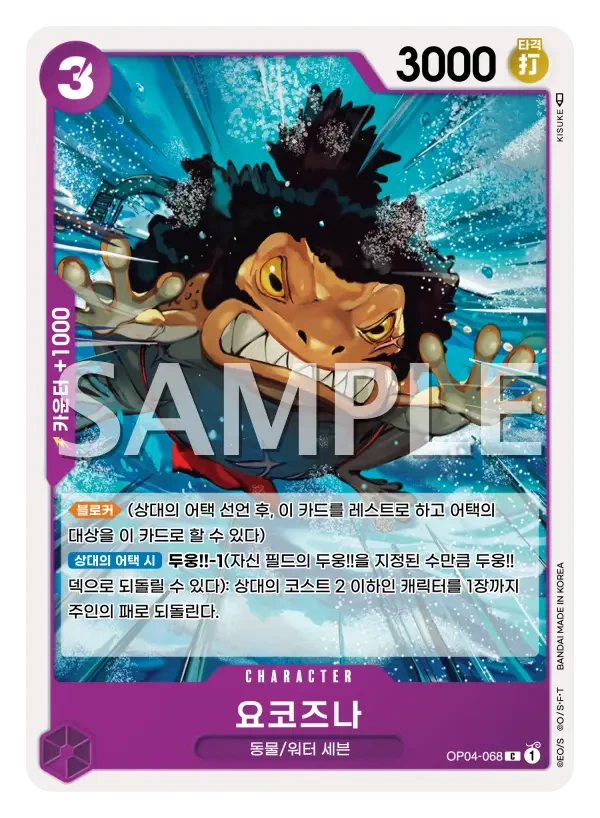 3
3000
타격
打
KISUKE
카운터 +1000
SAMPLE
블로커 (상대의 어택 선언 후, 이 카드를 레스트로 하고 어택의
대상을 이 카드로 할 수 있다)
상대의 어택 시 두웅!!-1(자신 필드의 두웅!!을 지정된 수만큼 두웅!!
덱으로 되돌릴 수 있다): 상대의 코스트 2 이하인 캐릭터를 1장까지
주인의 패로 되돌린다.
CHARACTER
요코즈나
동물/워터 세븐
OP04-068 C 1
©EO/S ©O/S·F·T BANDAI MADE IN KOREA